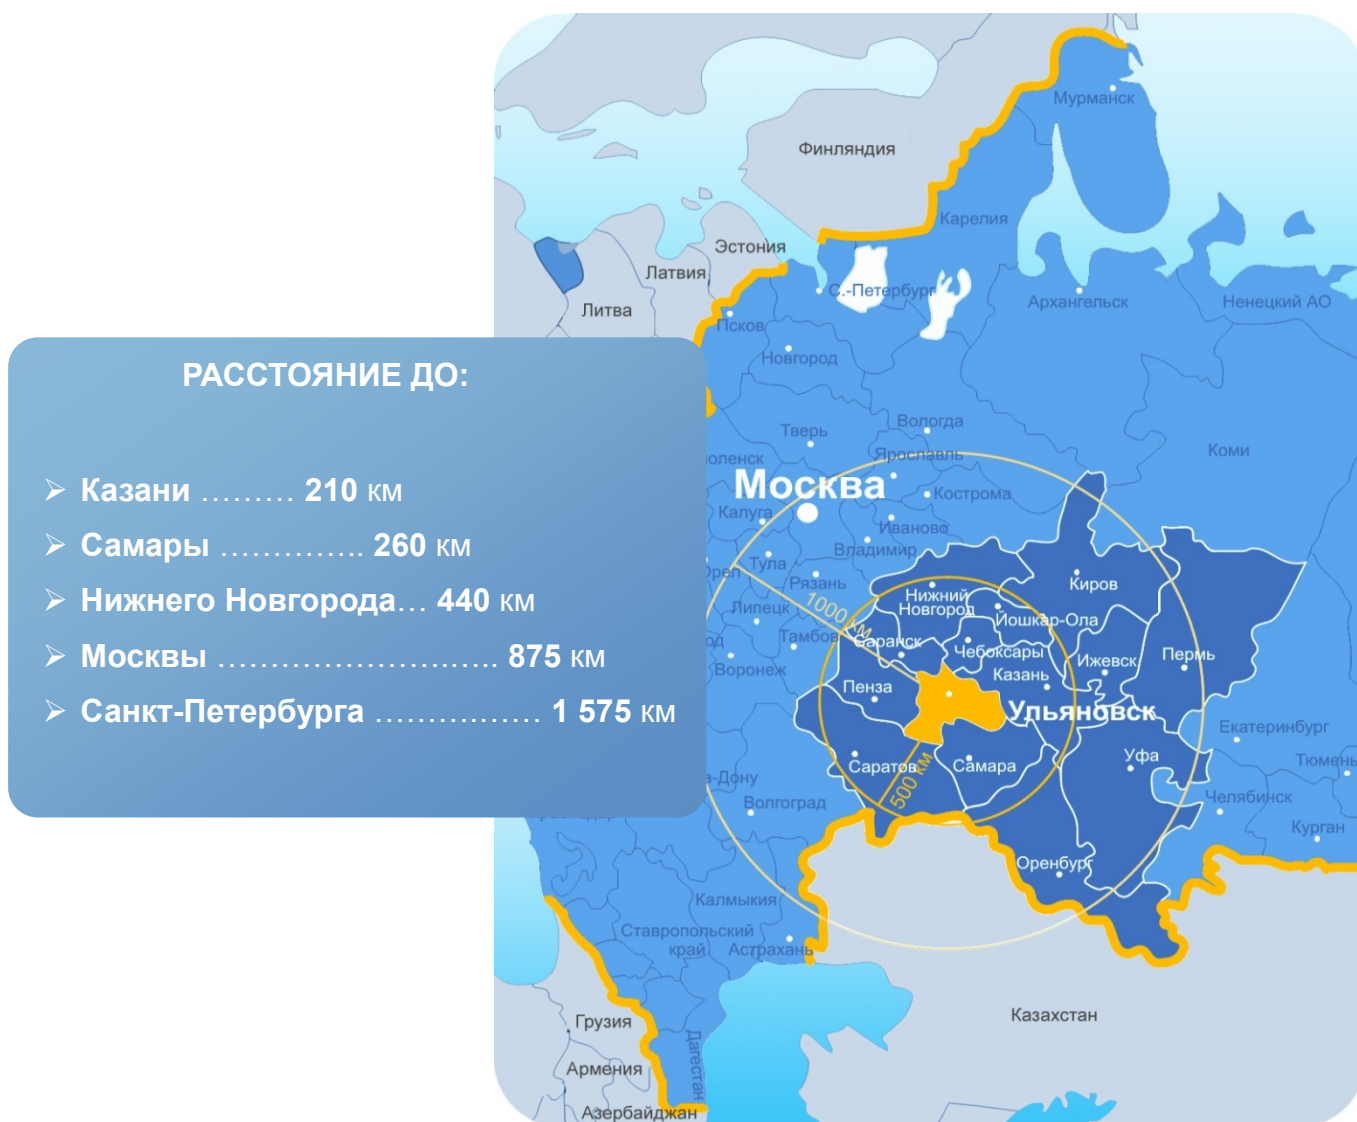 РАССТОЯНИЕ ДО:
➢ Казани ……… 210 км
➢ Самары ………….. 260 км
➢ Нижнего Новгорода… 440 км
➢ Москвы …………………..….. 875 км
➢ Санкт-Петербурга ………..…… 1 575 км
Мурманск
Финляндия
Карелия
Эстония
Латвия
Литва
С.-Петербург
Архангельск
Ненецкий АО
Псков
Новгород
Вологда
Тверь
Коми
Ярославль
оленск
Москва
Кострома
Калуга
Иваново
Владимир
Тула
Орел
Рязань
Киров
Нижний
Новгород
1000 км
Липецк
Йошкар-Ола
Тамбов
Саранск
Чебоксары
Воронеж
Ижевск
Пермь
Казань
Пенза
Ульяновск
Екатеринбург
Уфа
Тюмень
Саратов
Самара
500 км
а-Дону
Волгоград
Челябинск
Курган
Оренбург
Калмыкия
Ставропольский
край
Астрахань
Казахстан
Грузия
Дагестан
Армения
Азербайджан